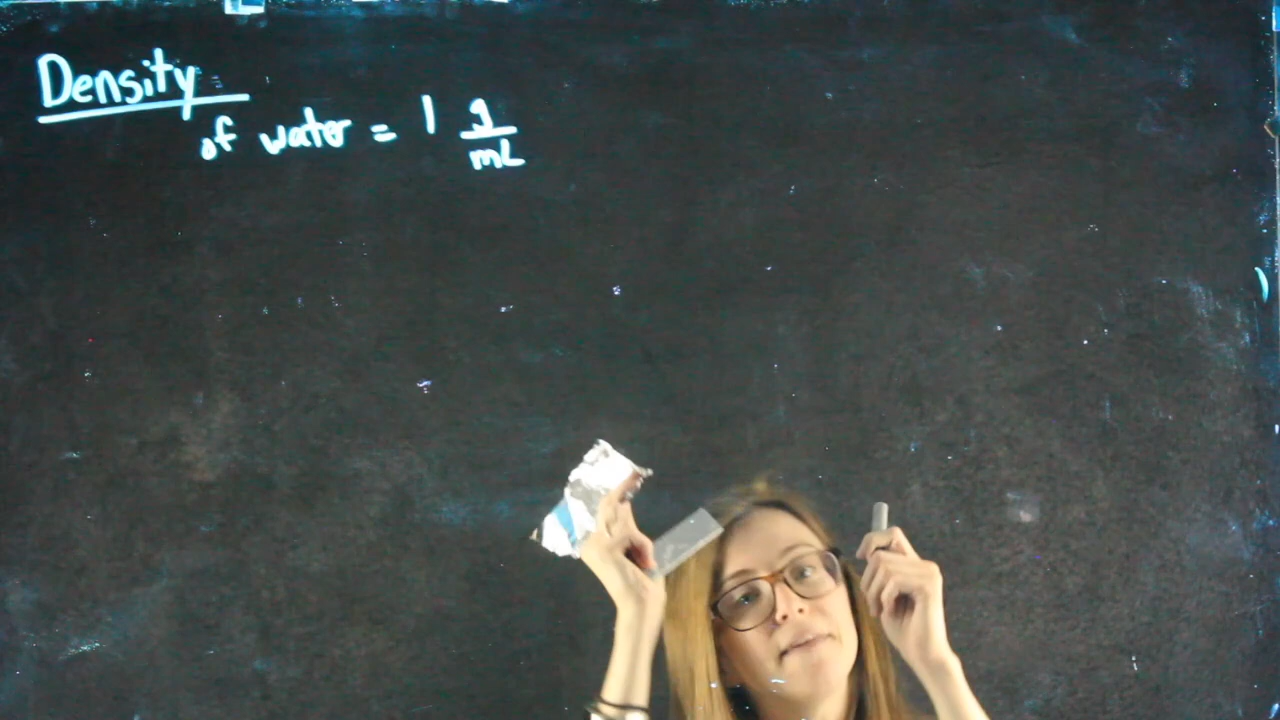 Density
of water = 1 g/mL